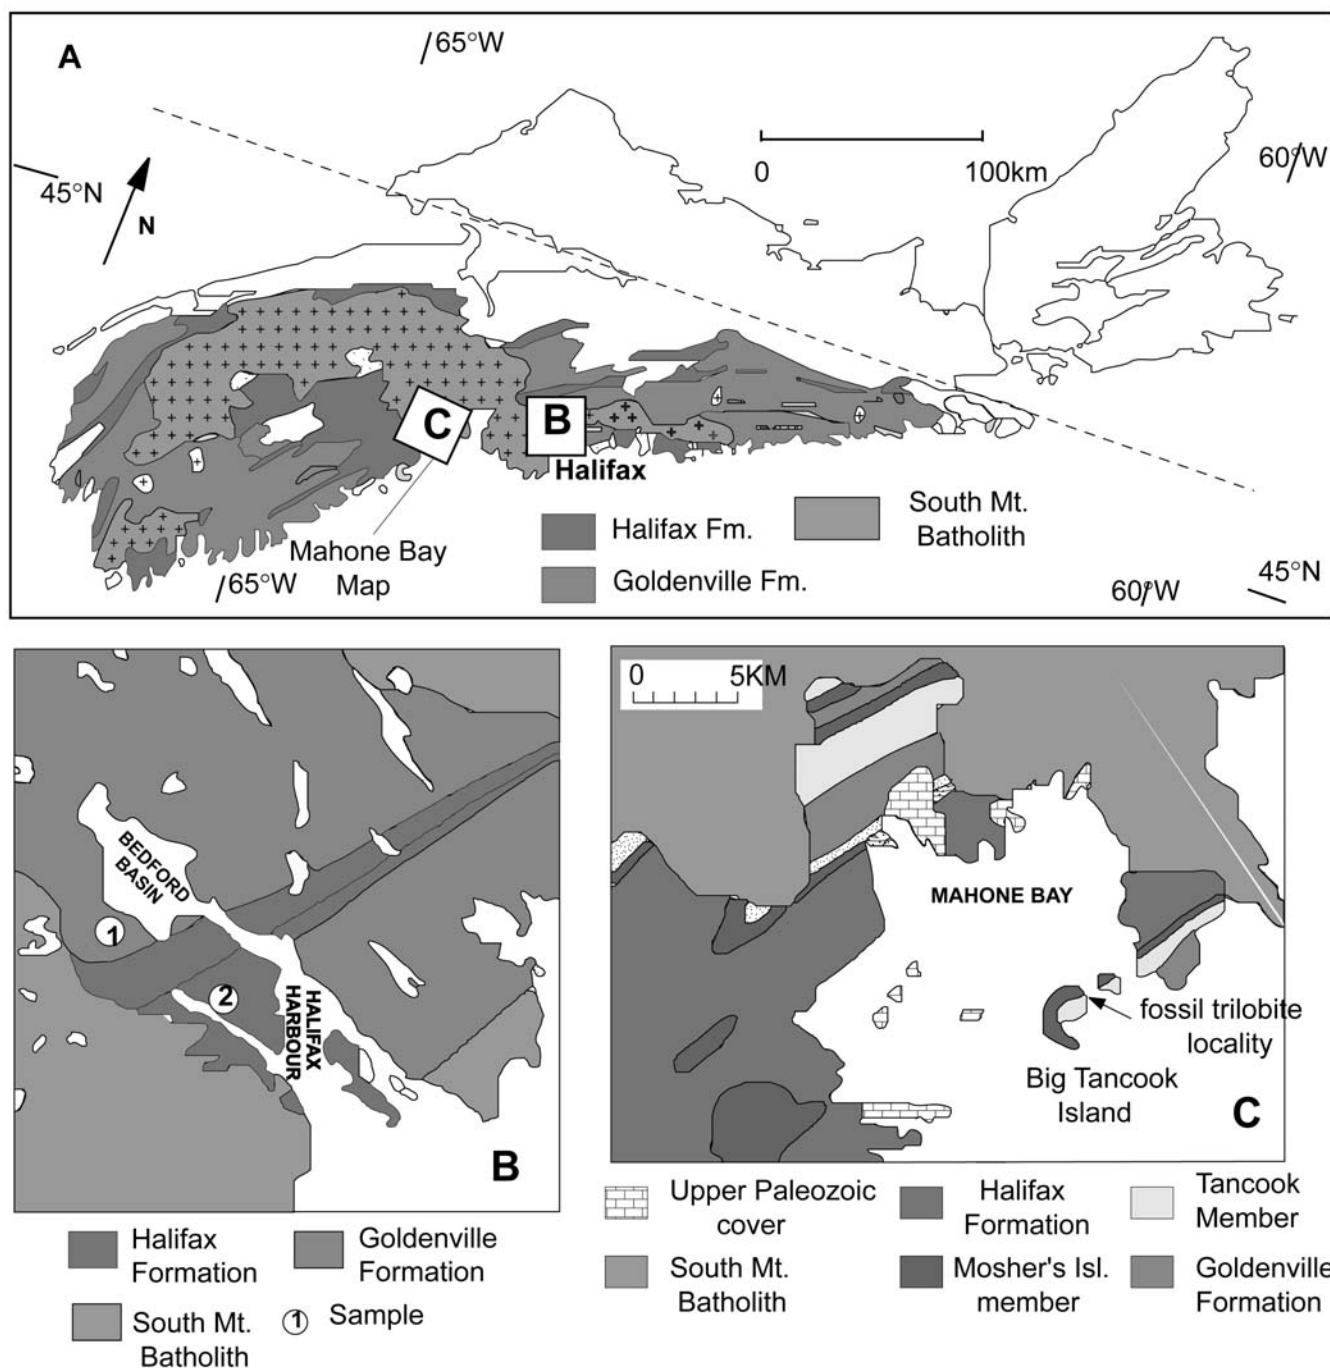 A
65°W
60°W
0
100km
45°N
N
C
B
Halifax
Mahone Bay
Map
65°W
Halifax Fm.
Goldenville Fm.
South Mt.
Batholith
60°W
45°N
BEDFORD
BASIN
1
2
HALIFAX
HARBOUR
B
Halifax
Formation
Goldenville
Formation
South Mt.
Batholith
1
Sample
0
5KM
MAHONE BAY
fossil trilobite
locality
Big Tancook
Island
C
Upper Paleozoic
cover
Halifax
Formation
Tancook
Member
South Mt.
Batholith
Mosher's Isl.
member
Goldenville
Formation